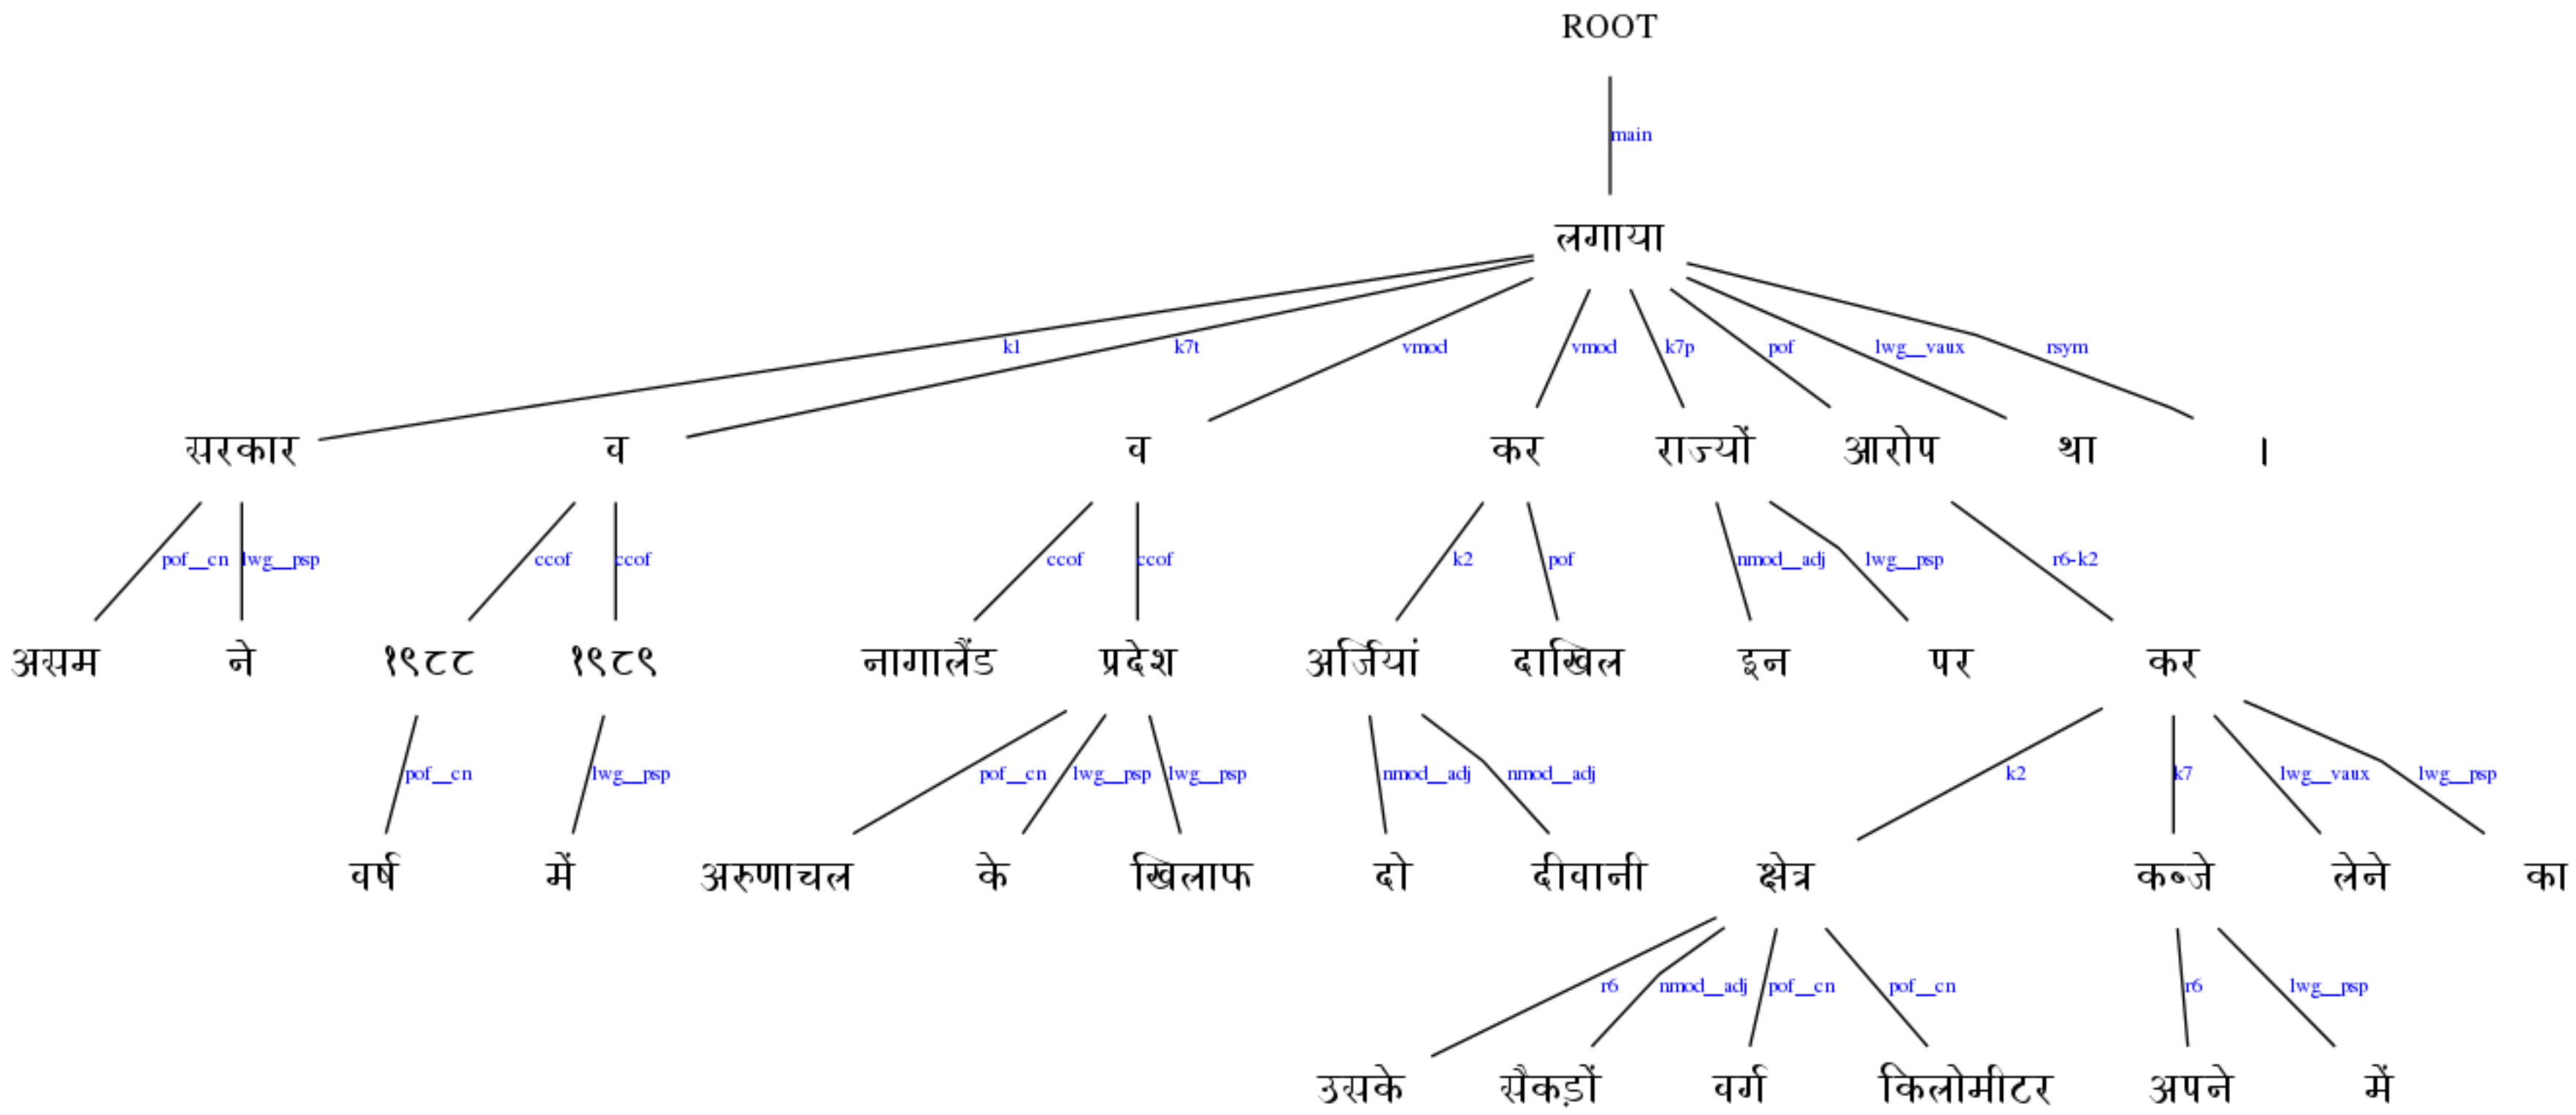 ROOT
main
लगाया
k1 k7t vmod vmod k7p pof lwg__vaux rsym
सरकार व व कर राज्यों आरोप था ।
pof__cn lwg__psp ccof ccof ccof ccof k2 pof nmod__adj lwg__psp r6-k2
असम ने १९८८ १९८९ नागालैंड प्रदेश अर्जियां दाखिल इन पर कर
pof__cn lwg__psp pof__cn lwg__psp lwg__psp nmod__adj nmod__adj k2 k7 lwg__vaux lwg__psp
वर्ष में अरुणाचल के खिलाफ दो दीवानी क्षेत्र कब्जे लेने का
r6 nmod__adj pof__cn pof__cn r6 lwg__psp
उसके सैकड़ों वर्ग किलोमीटर अपने में